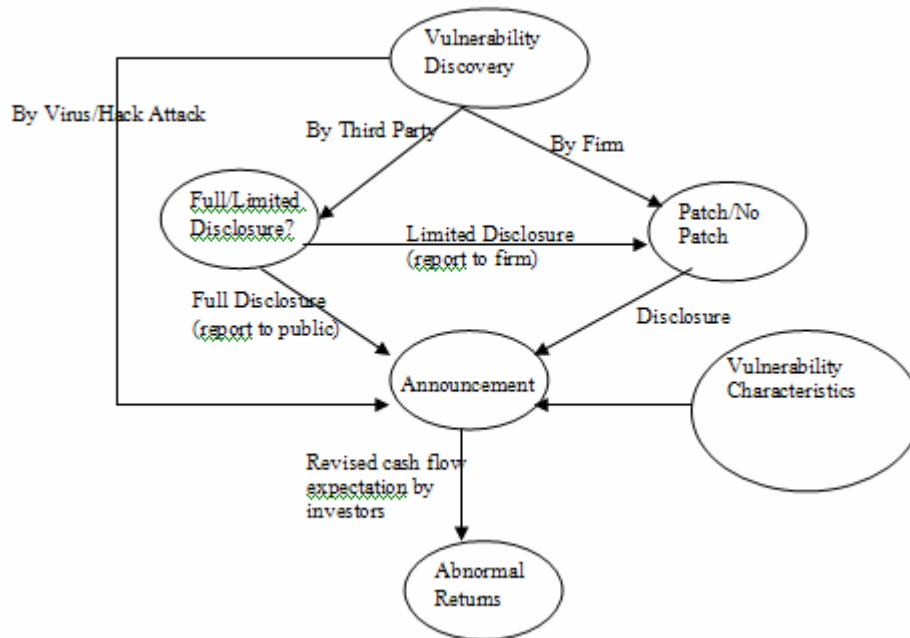 Vulnerability
Discovery
By Virus/Hack Attack
By Third Party
By Firm
Full/Limited
Disclosure?
Patch/No
Patch
Limited Disclosure
(report to firm)
Full Disclosure
(report to public)
Disclosure
Announcement
Vulnerability
Characteristics
Revised cash flow
expectation by
investors
Abnormal
Returns